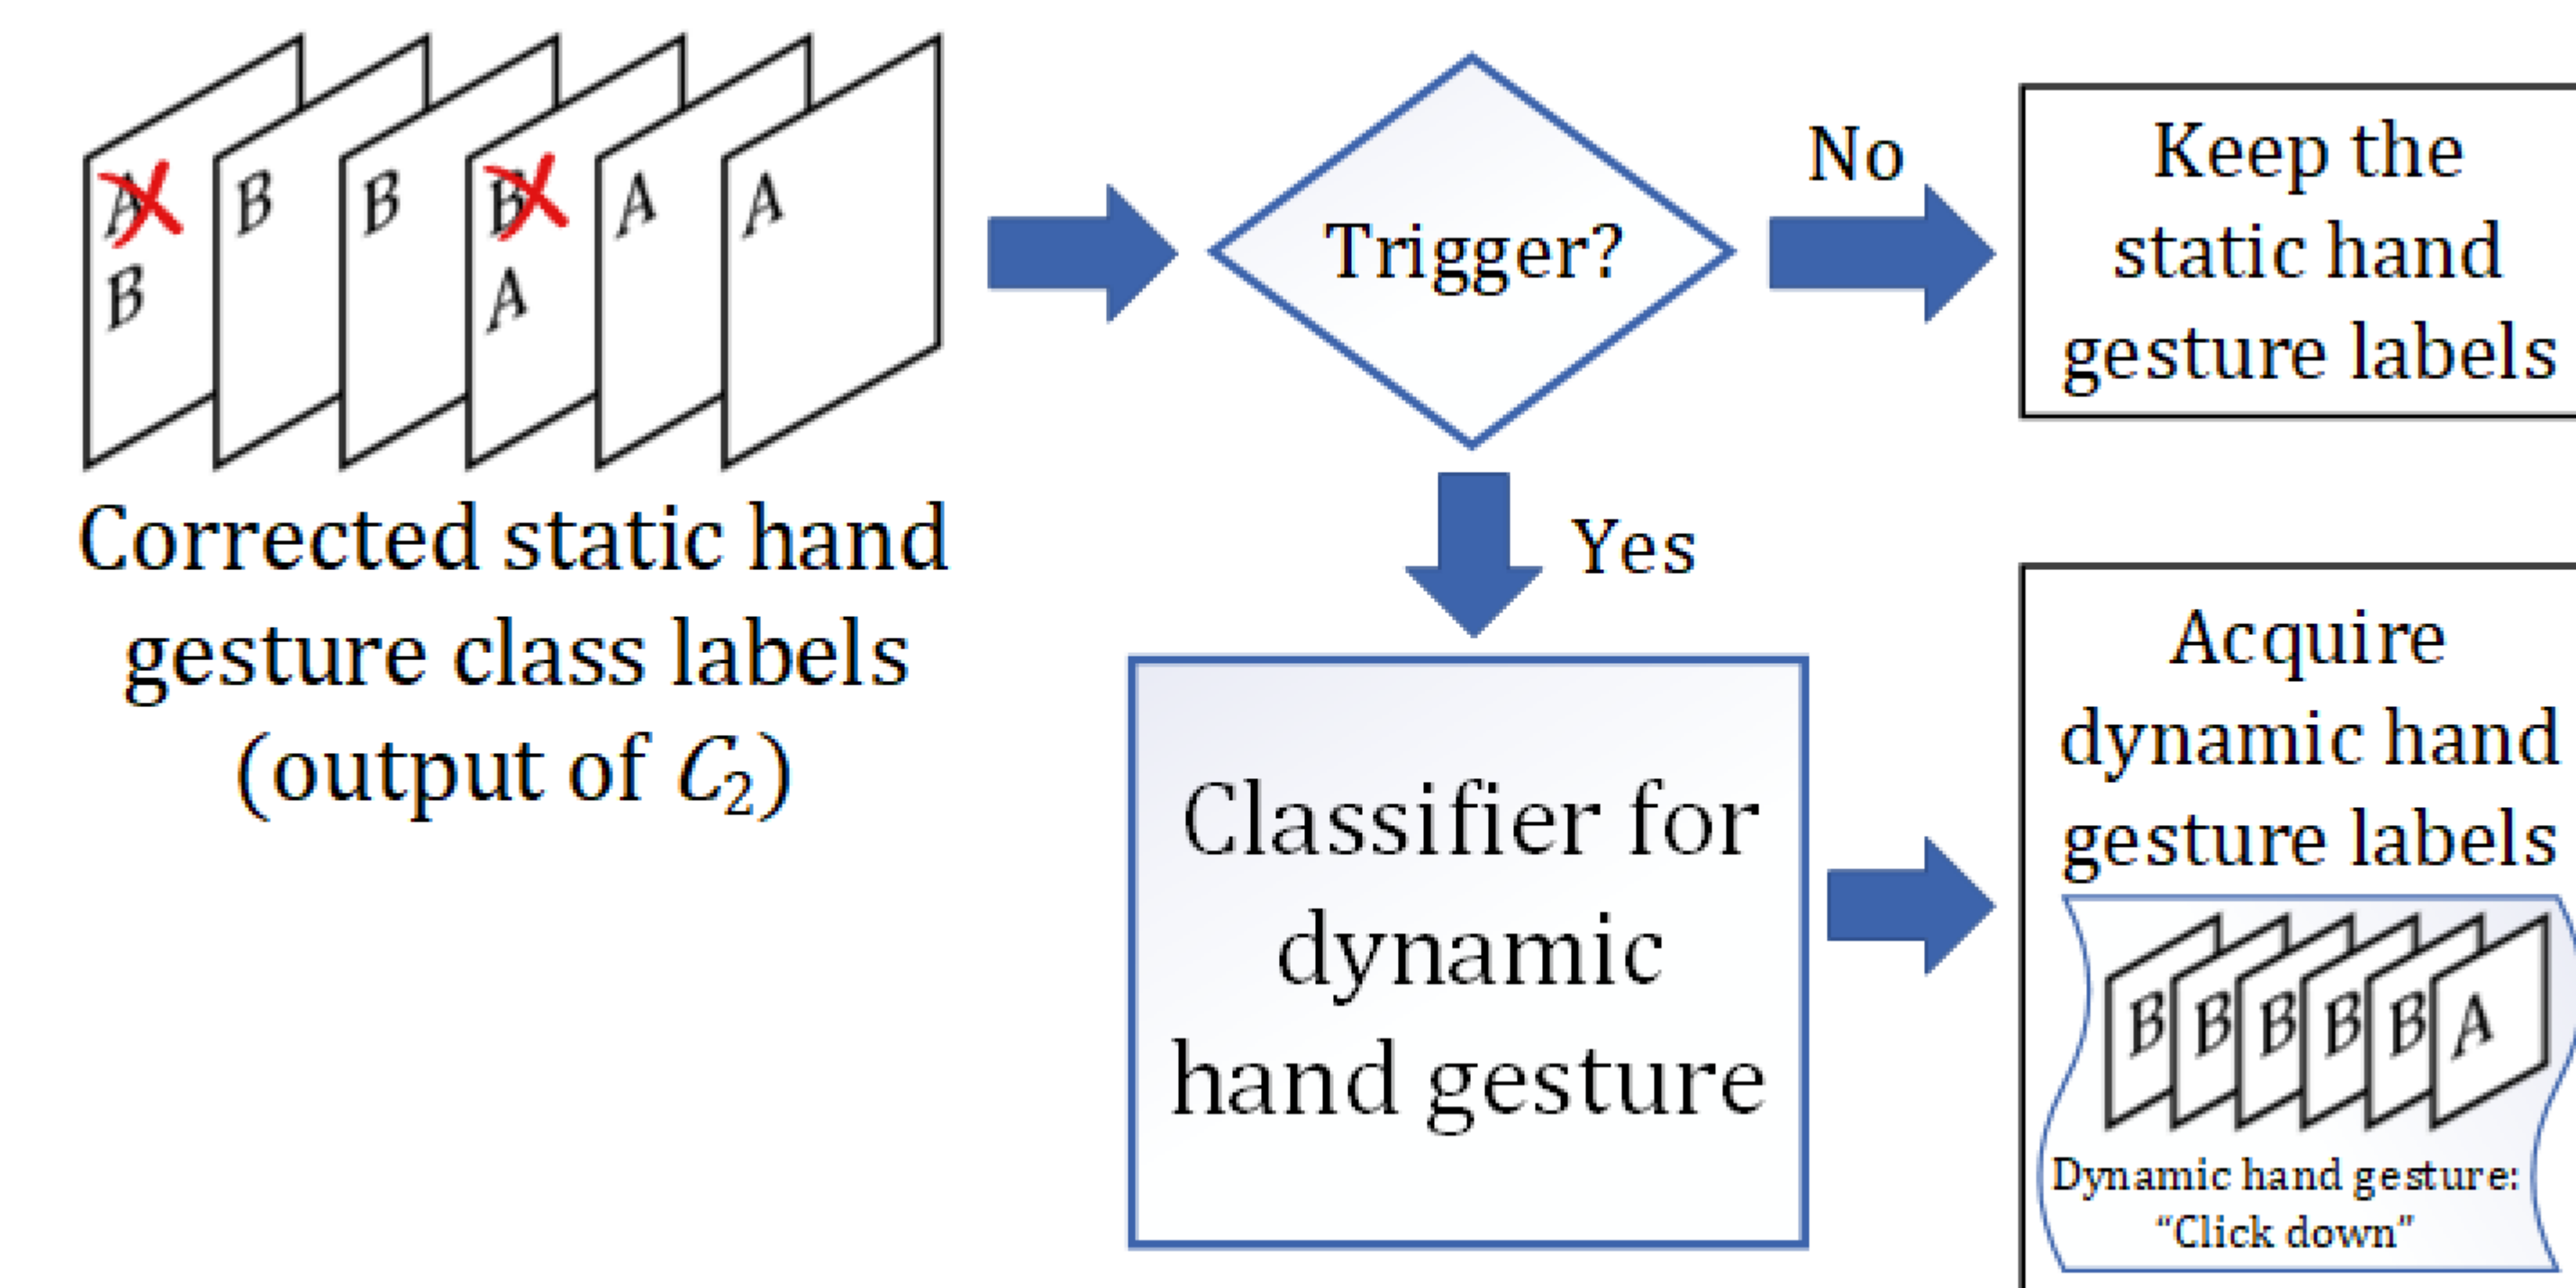 A B B B A A
B A
Corrected static hand
gesture class labels
(output of C₂)
Trigger?
No
Yes
Keep the
static hand
gesture labels
Classifier for
dynamic
hand gesture
Acquire
dynamic hand
gesture labels
B B B B B A
Dynamic hand gesture:
“Click down”